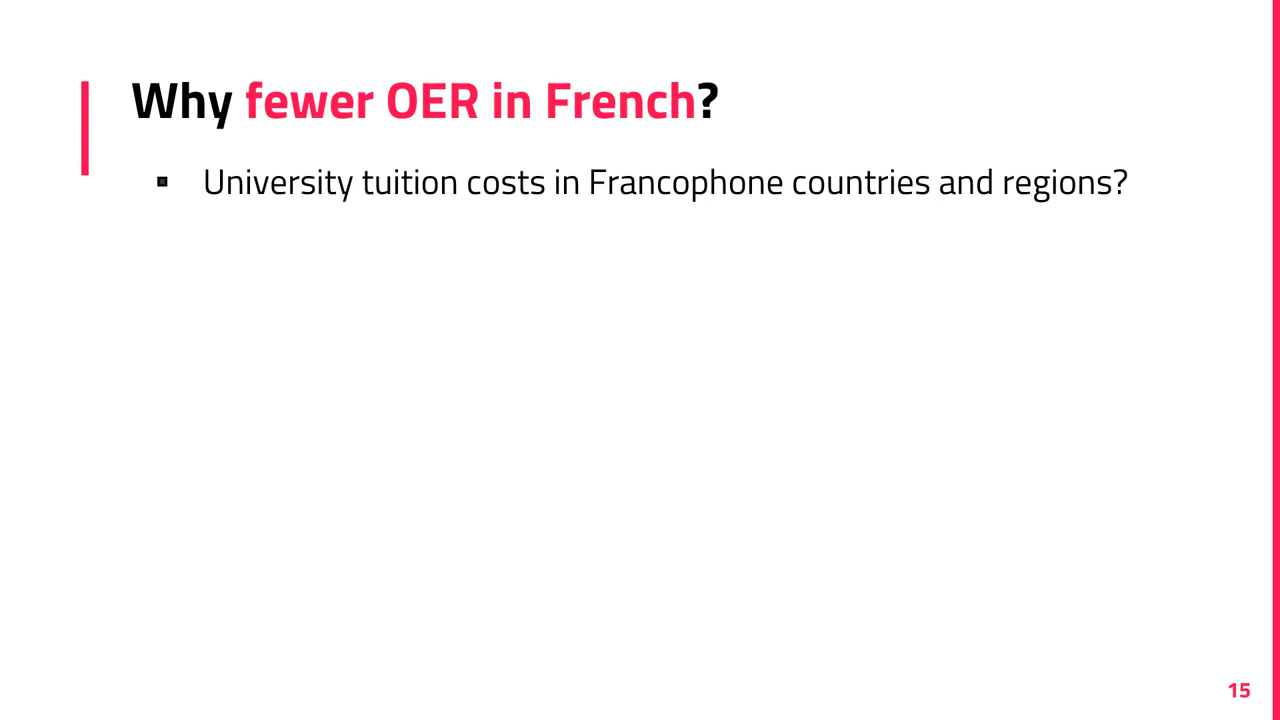 Why fewer OER in French?
▪ University tuition costs in Francophone countries and regions?
15